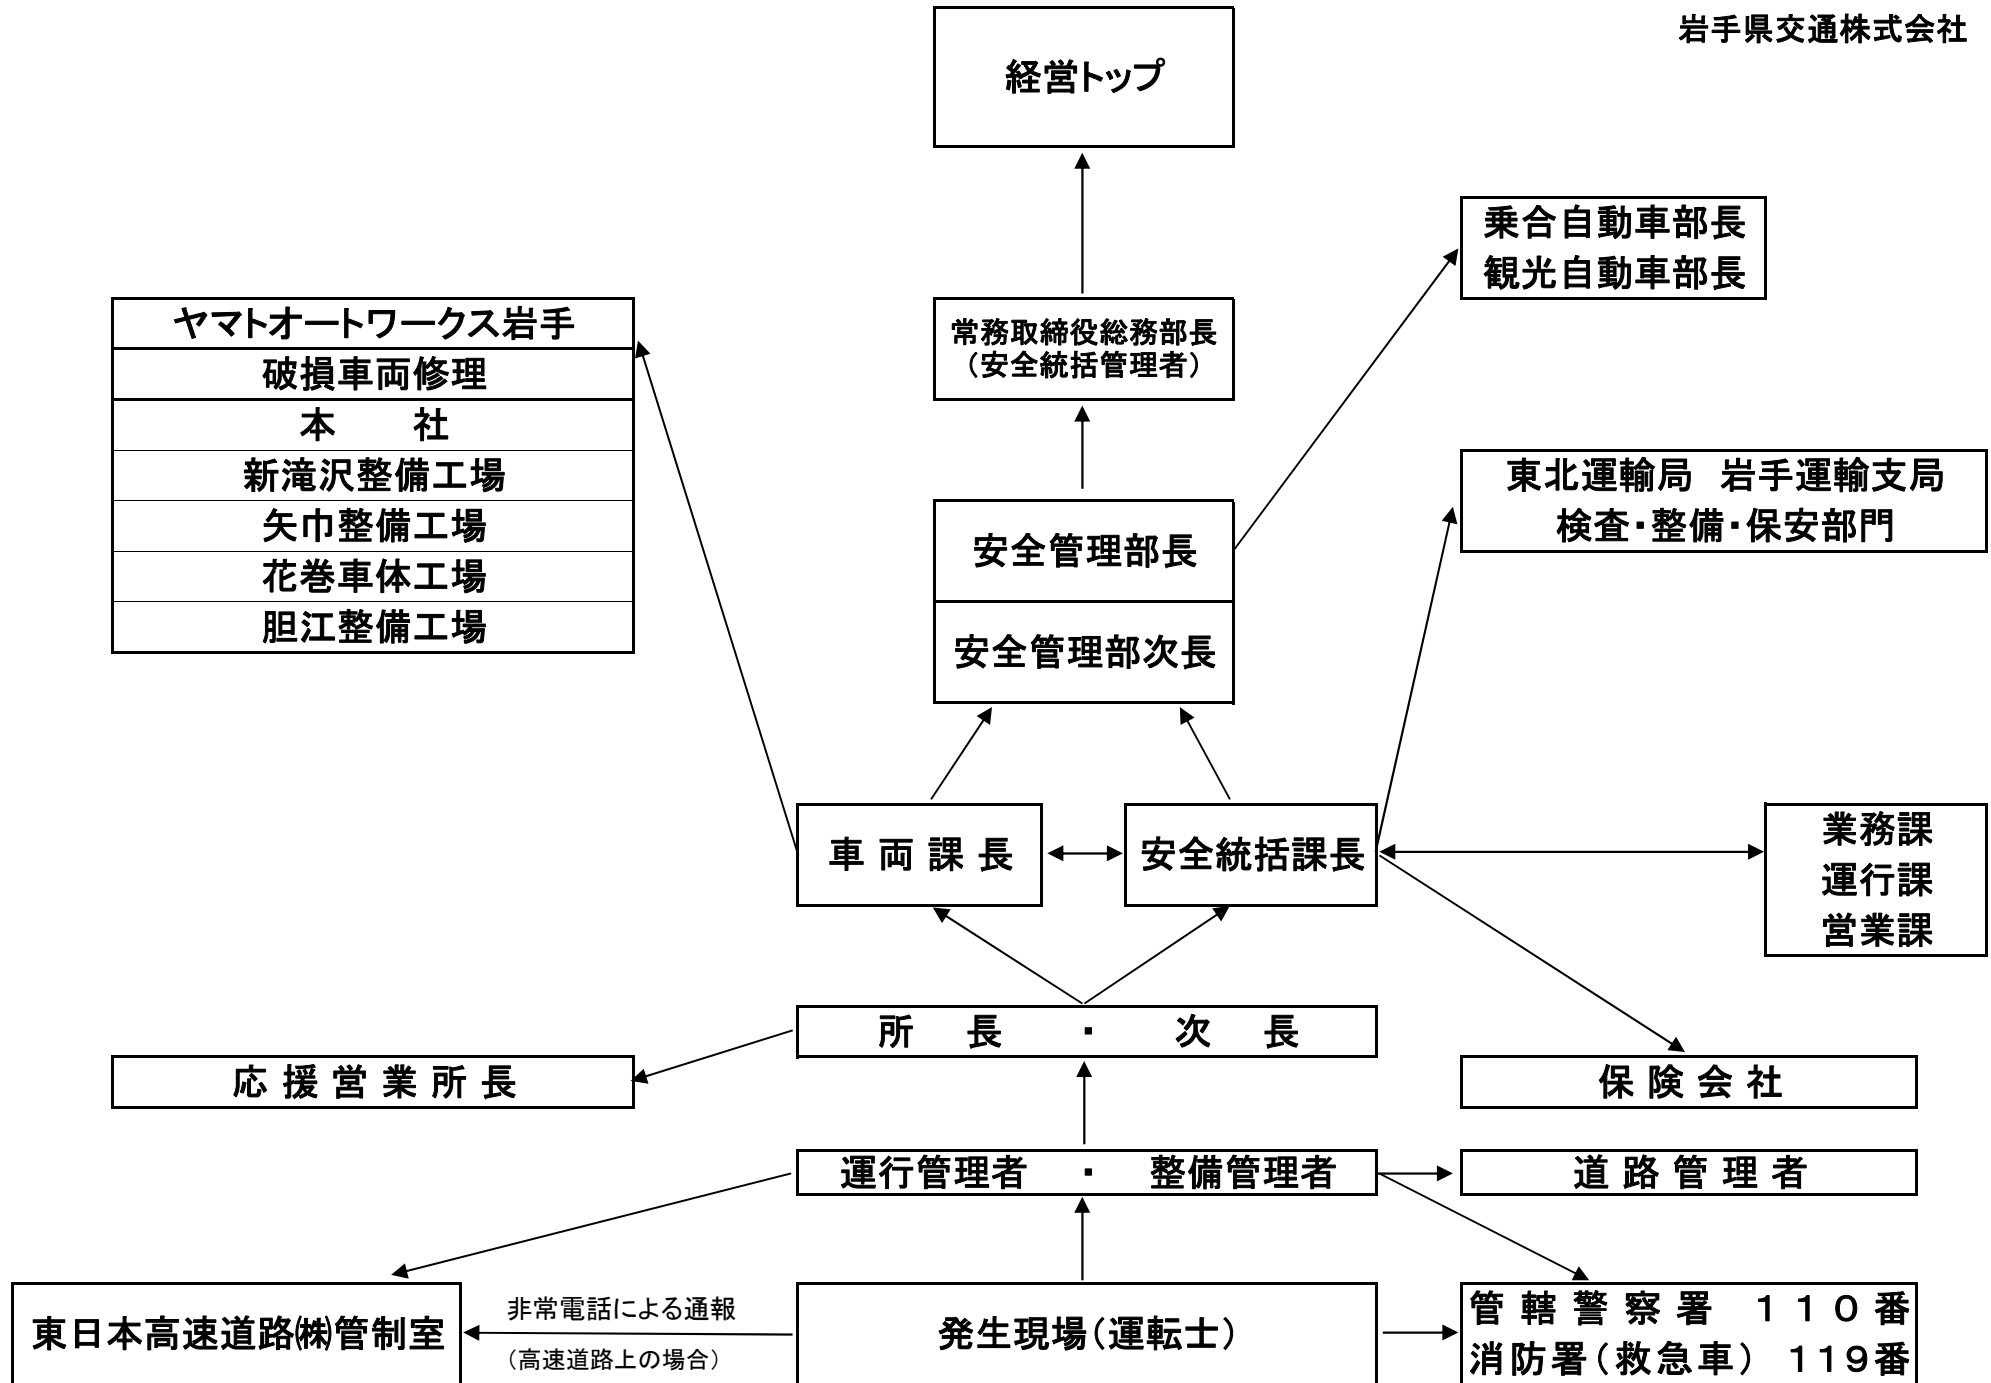 岩手県交通株式会社
経営トップ
乗合自動車部長
観光自動車部長
ヤマトオートワークス岩手
破損車両修理
本　　社
新滝沢整備工場
矢巾整備工場
花巻車体工場
胆江整備工場
常務取締役総務部長
（安全統括管理者）
東北運輸局　岩手運輸支局
検査・整備・保安部門
安全管理部長
安全管理部次長
車両課長
安全統括課長
業務課
運行課
営業課
所　長　・　次　長
応援営業所長
保険会社
運行管理者　・　整備管理者
道路管理者
東日本高速道路㈱管制室
非常電話による通報
（高速道路上の場合）
発生現場（運転士）
管轄警察署　１１０番
消防署（救急車）　１１９番